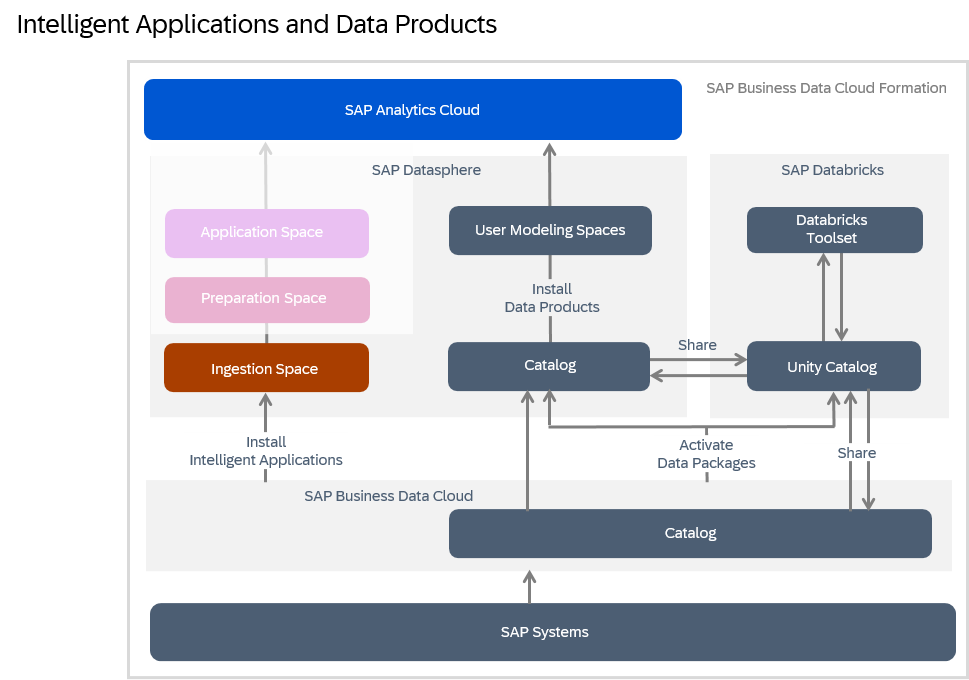 Intelligent Applications and Data Products
SAP Business Data Cloud Formation
SAP Analytics Cloud
SAP Datasphere
SAP Databricks
Application Space
User Modeling Spaces
Databricks
Toolset
Preparation Space
Install
Data Products
Ingestion Space
Catalog
Share
Unity Catalog
Install
Intelligent Applications
Activate
Data Packages
Share
SAP Business Data Cloud
Catalog
SAP Systems